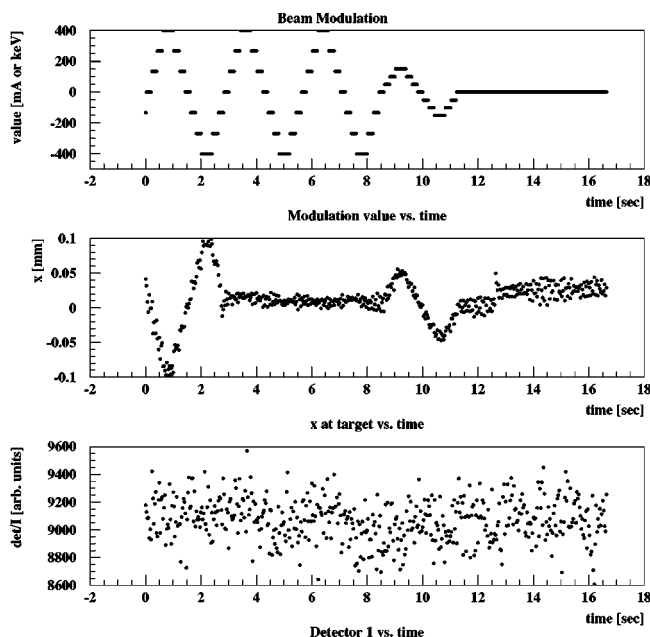 Beam Modulation
value [mA or keV]
400
200
0
-200
-400
-2 0 2 4 6 8 10 12 14 16 18
time [sec]
Modulation value vs. time
x [mm]
0.1
0.05
0
-0.05
-0.1
-2 0 2 4 6 8 10 12 14 16 18
time [sec]
x at target vs. time
det/I [arb. units]
9600
9400
9200
9000
8800
8600
-2 0 2 4 6 8 10 12 14 16 18
time [sec]
Detector 1 vs. time